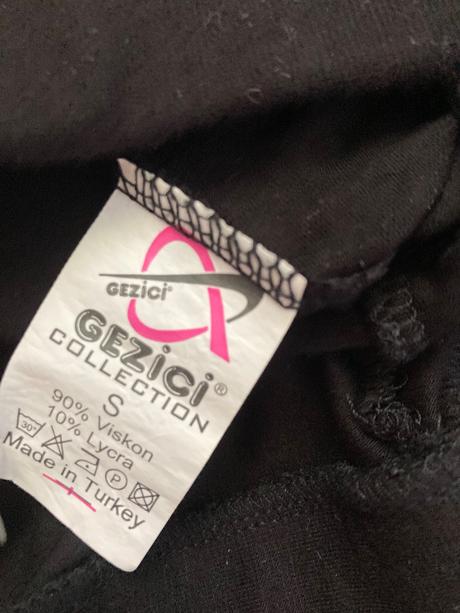 GEZiCi®
GEZiCi®
COLLECTION
S
90% Viskon
10% Lycra
30°
P
Made in Turkey